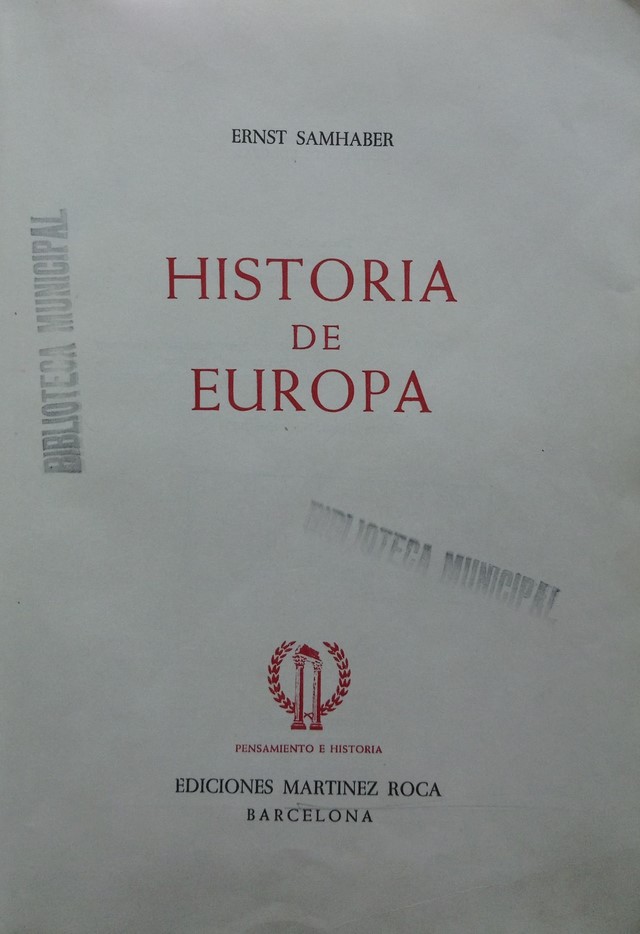 ERNST SAMHABER
BIBLIOTECA MUNICIPAL
HISTORIA
DE
EUROPA
BIBLIOTECA MUNICIPAL
PENSAMIENTO E HISTORIA
EDICIONES MARTINEZ ROCA
BARCELONA